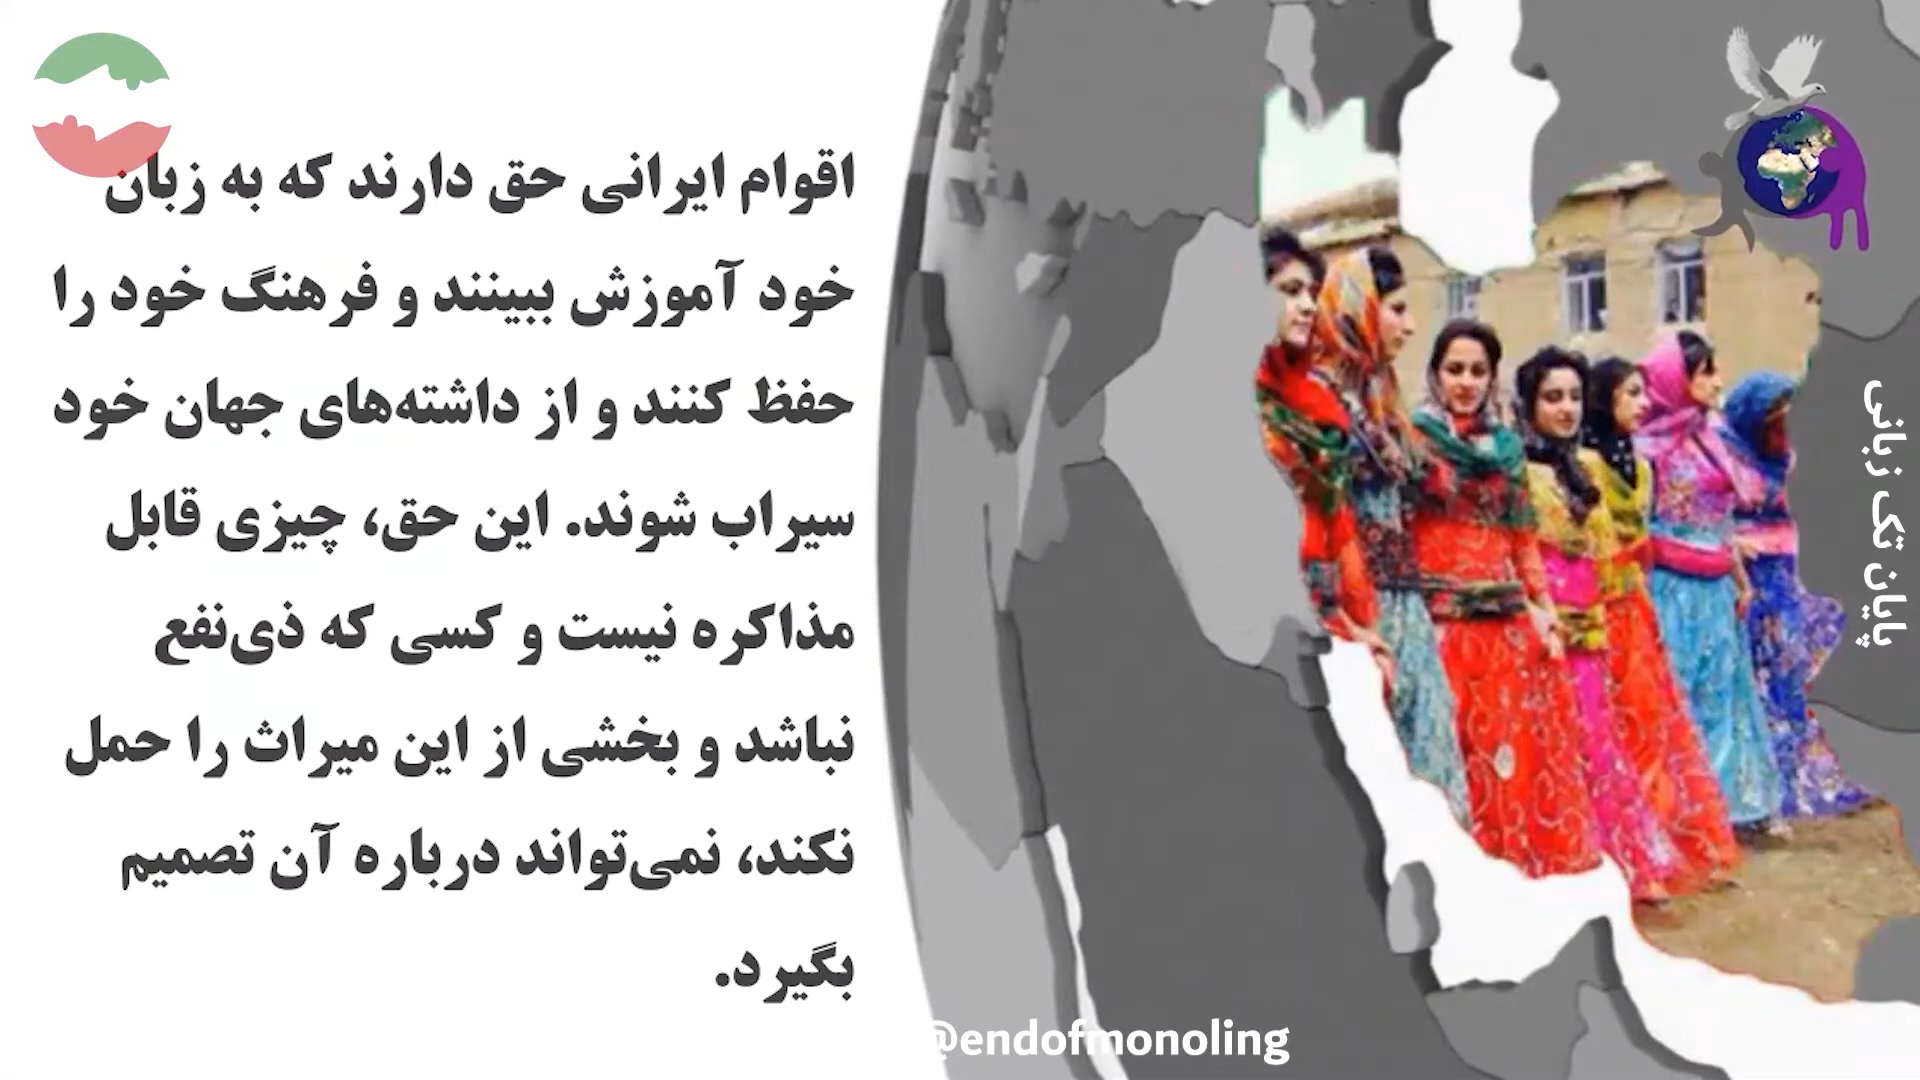 اقوام ایرانی حق دارند که به زبان
خود آموزش ببینند و فرهنگ خود را
حفظ کنند و از داشته‌های جهان خود
سیراب شوند. این حق، چیزی قابل
مذاکره نیست و کسی که ذی‌نفع
نباشد و بخشی از این میراث را حمل
نکند، نمی‌تواند درباره آن تصمیم
بگیرد.
پایان تک زبانی
@endofmonoling